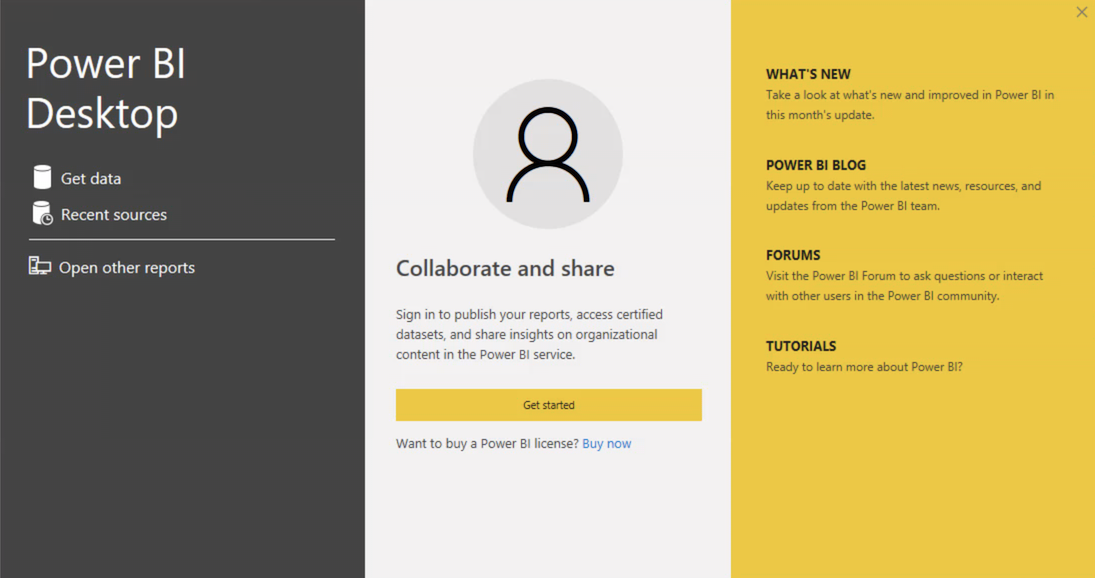 Power BI
Desktop
Get data
Recent sources
Open other reports
Collaborate and share
Sign in to publish your reports, access certified
datasets, and share insights on organizational
content in the Power BI service.
Get started
Want to buy a Power BI license? Buy now
WHAT'S NEW
Take a look at what's new and improved in Power BI in
this month's update.
POWER BI BLOG
Keep up to date with the latest news, resources, and
updates from the Power BI team.
FORUMS
Visit the Power BI Forum to ask questions or interact
with other users in the Power BI community.
TUTORIALS
Ready to learn more about Power BI?